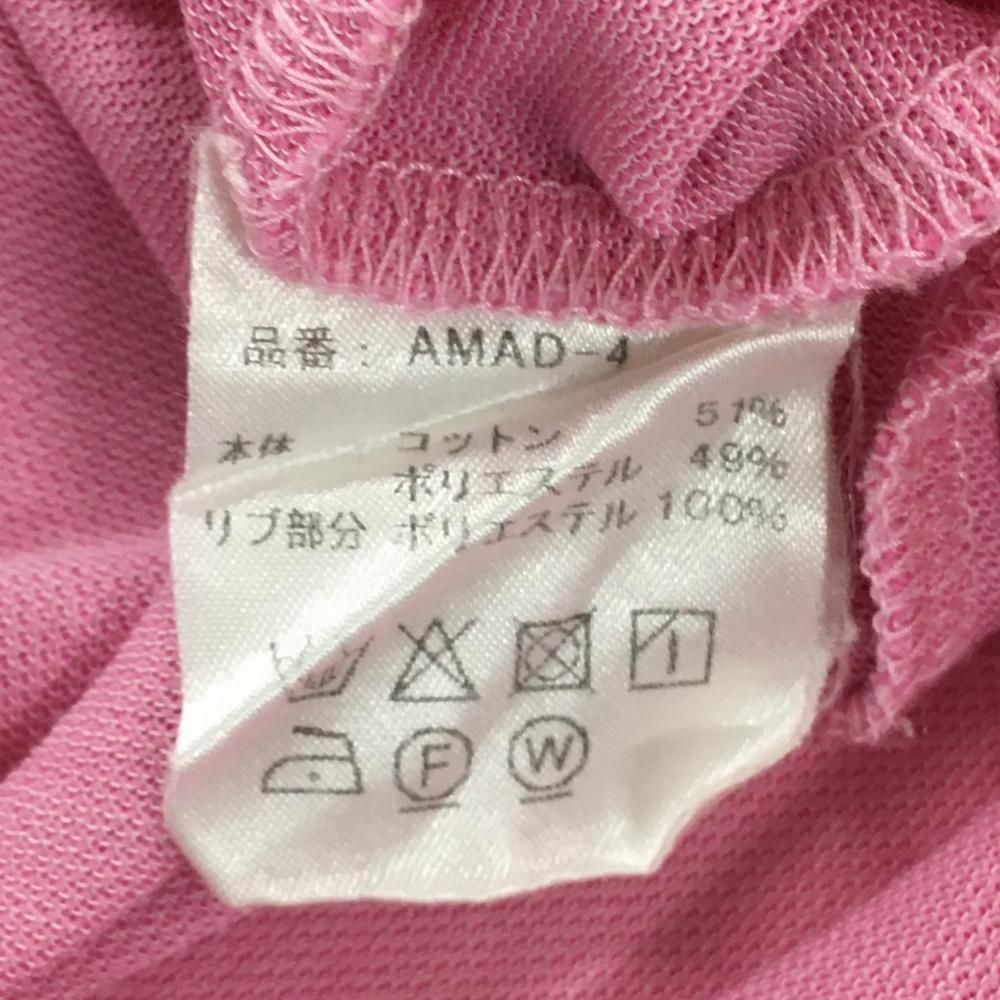 品番： AMAD-4
本体 コットン 51%
ポリエステル 49%
リブ部分 ポリエステル 100%
F W